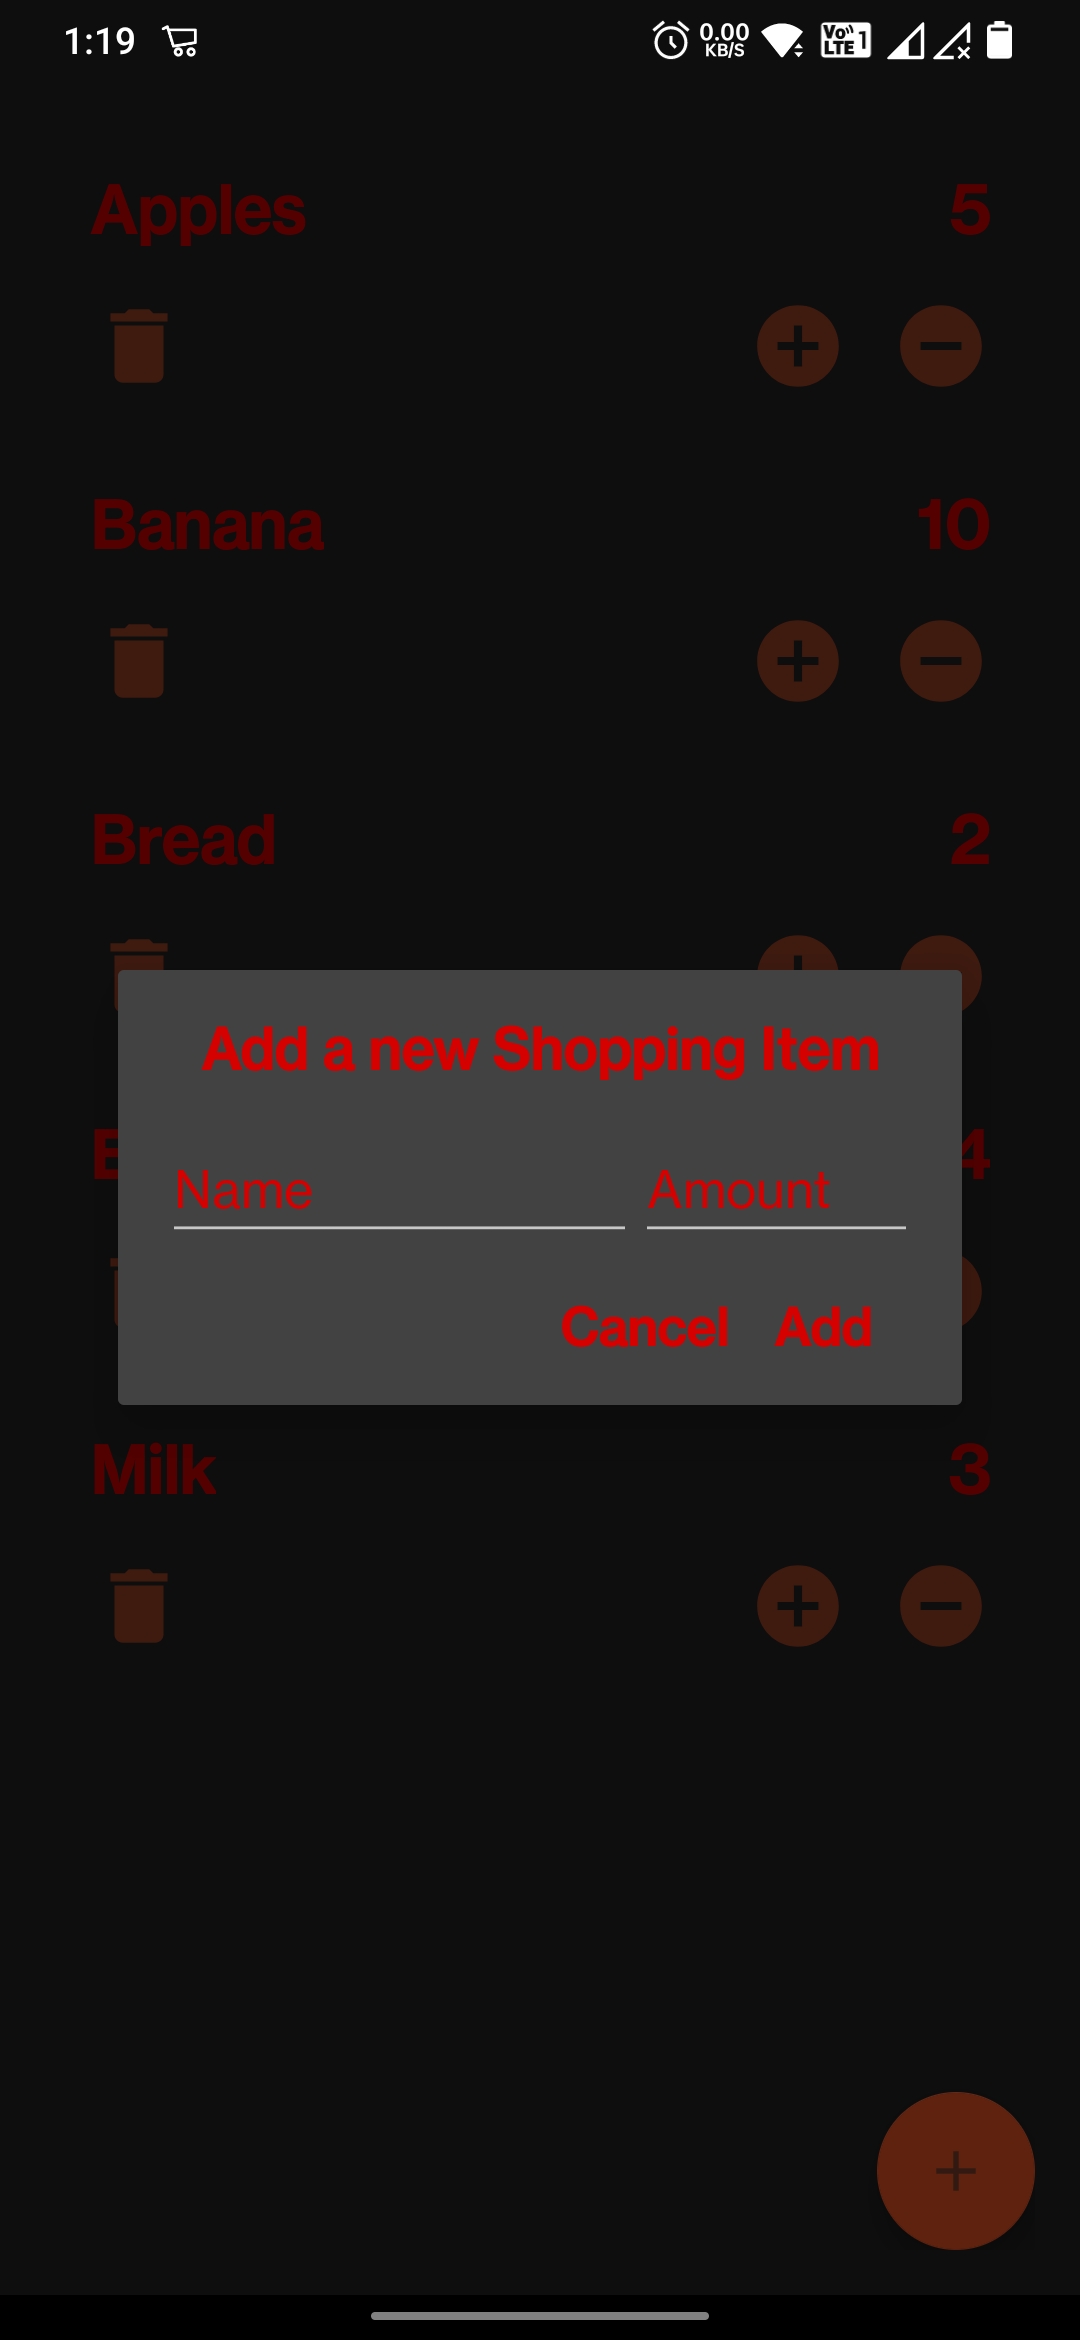 1:19 0.00 KB/S Vo LTE 1
Apples 5
Banana 10
Bread 2
Add a new Shopping Item
4
Name Amount
Cancel Add
Milk 3